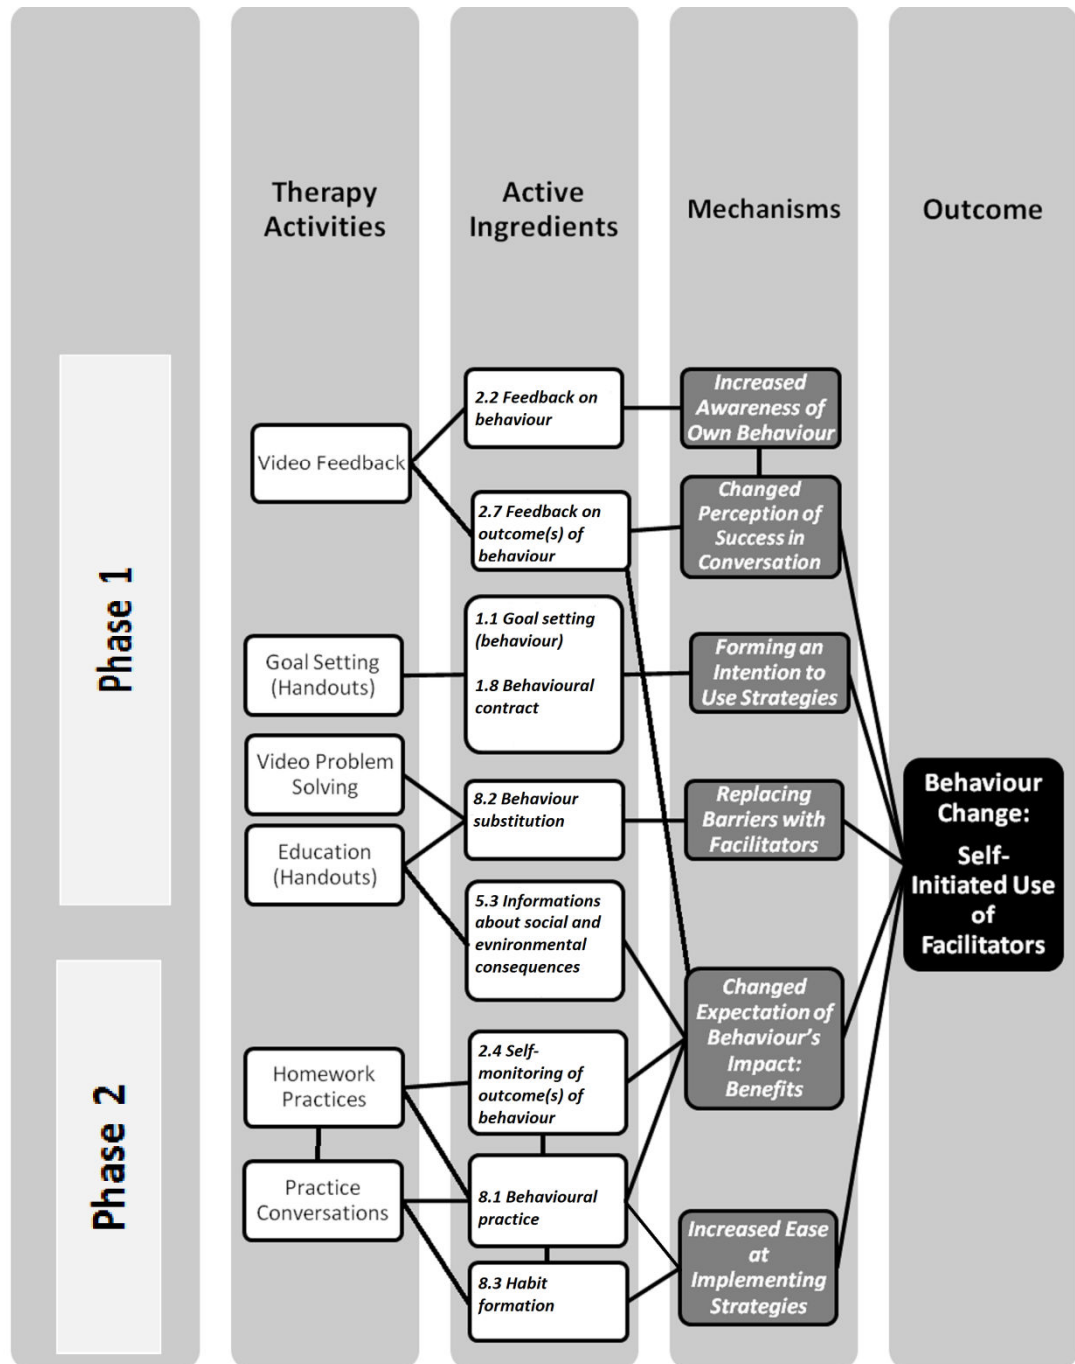 Therapy
Activities
Active
Ingredients
Mechanisms
Outcome
Phase 1
Video Feedback
Goal Setting
(Handouts)
Video Problem
Solving
Education
(Handouts)
2.2 Feedback on
behaviour
2.7 Feedback on
outcome(s) of
behaviour
1.1 Goal setting
(behaviour)
1.8 Behavioural
contract
8.2 Behaviour
substitution
5.3 Informations
about social and
evnironmental
consequences
Increased
Awareness of
Own Behaviour
Changed
Perception of
Success in
Conversation
Forming an
Intention to
Use Strategies
Replacing
Barriers with
Facilitators
Behaviour
Change:
Self-
Initiated Use
of
Facilitators
Phase 2
Homework
Practices
Practice
Conversations
2.4 Self-
monitoring of
outcome(s) of
behaviour
8.1 Behavioural
practice
8.3 Habit
formation
Changed
Expectation of
Behaviour's
Impact:
Benefits
Increased Ease
at
Implementing
Strategies